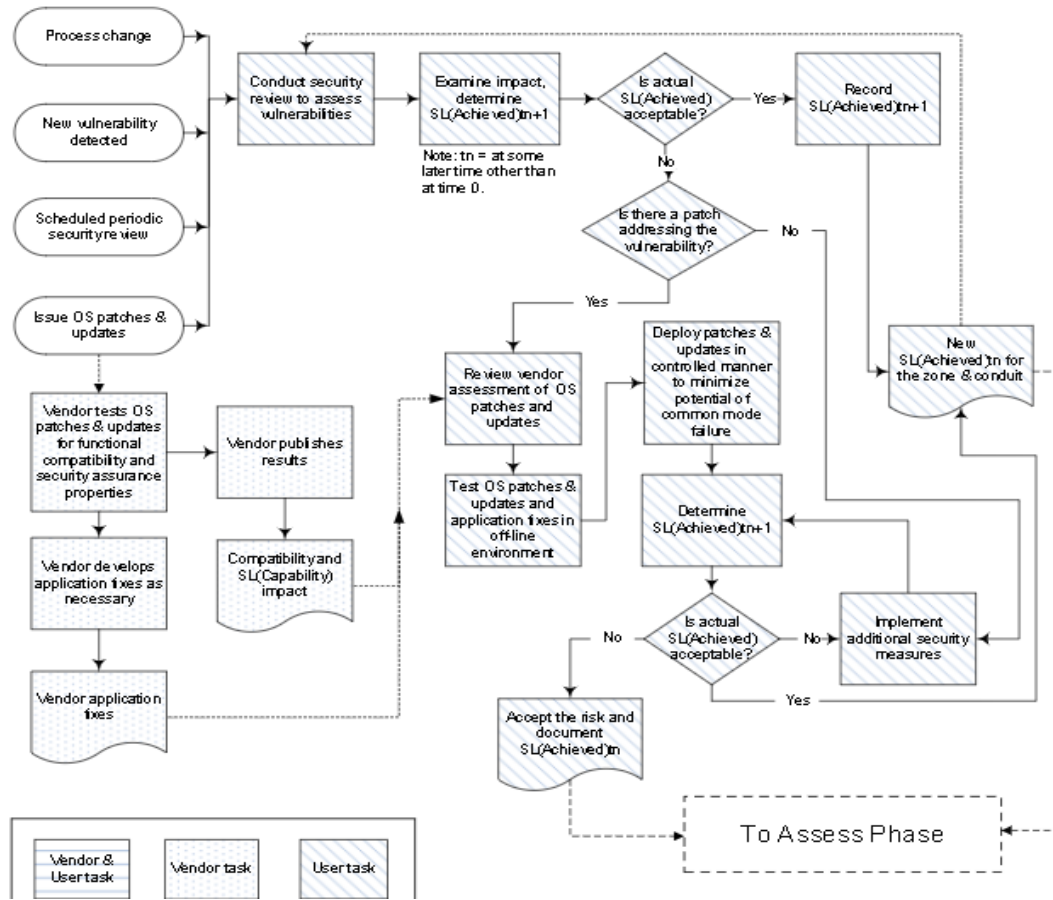 Process change
New vulnerability
detected
Scheduled periodic
security review
Issue OS patches &
updates
Conduct security
review to assess
vulnerabilities
Examine impact,
determine
SL(Achieved)tn+1
Note: tn = at some
later time other than
at time 0.
Is actual
SL(Achieved)
acceptable?
Yes
Record
SL(Achieved)tn+1
No
Is there a patch
addressing the
vulnerability?
No
Yes
New
SL(Achieved)tn for
the zone & conduit
Vendor tests OS
patches & updates
for functional
compatibility and
security assurance
properties
Vendor publishes
results
Vendor develops
application fixes as
necessary
Compatibility and
SL(Capability)
impact
Vendor application
fixes
Review vendor
assessment of OS
patches and
updates
Test OS patches &
updates and
application fixes in
off-line
environment
Deploy patches &
updates in
controlled manner
to minimize
potential of
common mode
failure
Determine
SL(Achieved)tn+1
Is actual
SL(Achieved)
acceptable?
No
No
Implement
additional security
measures
Yes
Accept the risk and
document
SL(Achieved)tn
To Assess Phase
Vendor &
User task
Vendor task
User task